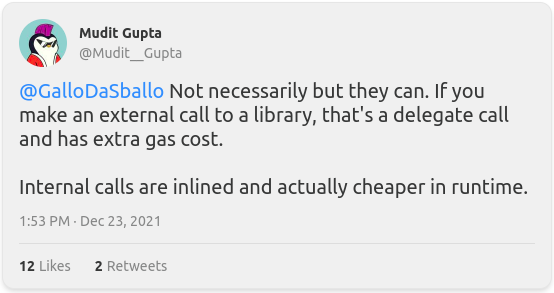 Mudit Gupta
@Mudit__Gupta
@GalloDaSballo Not necessarily but they can. If you
make an external call to a library, that's a delegate call
and has extra gas cost.
Internal calls are inlined and actually cheaper in runtime.
1:53 PM · Dec 23, 2021
12 Likes 2 Retweets